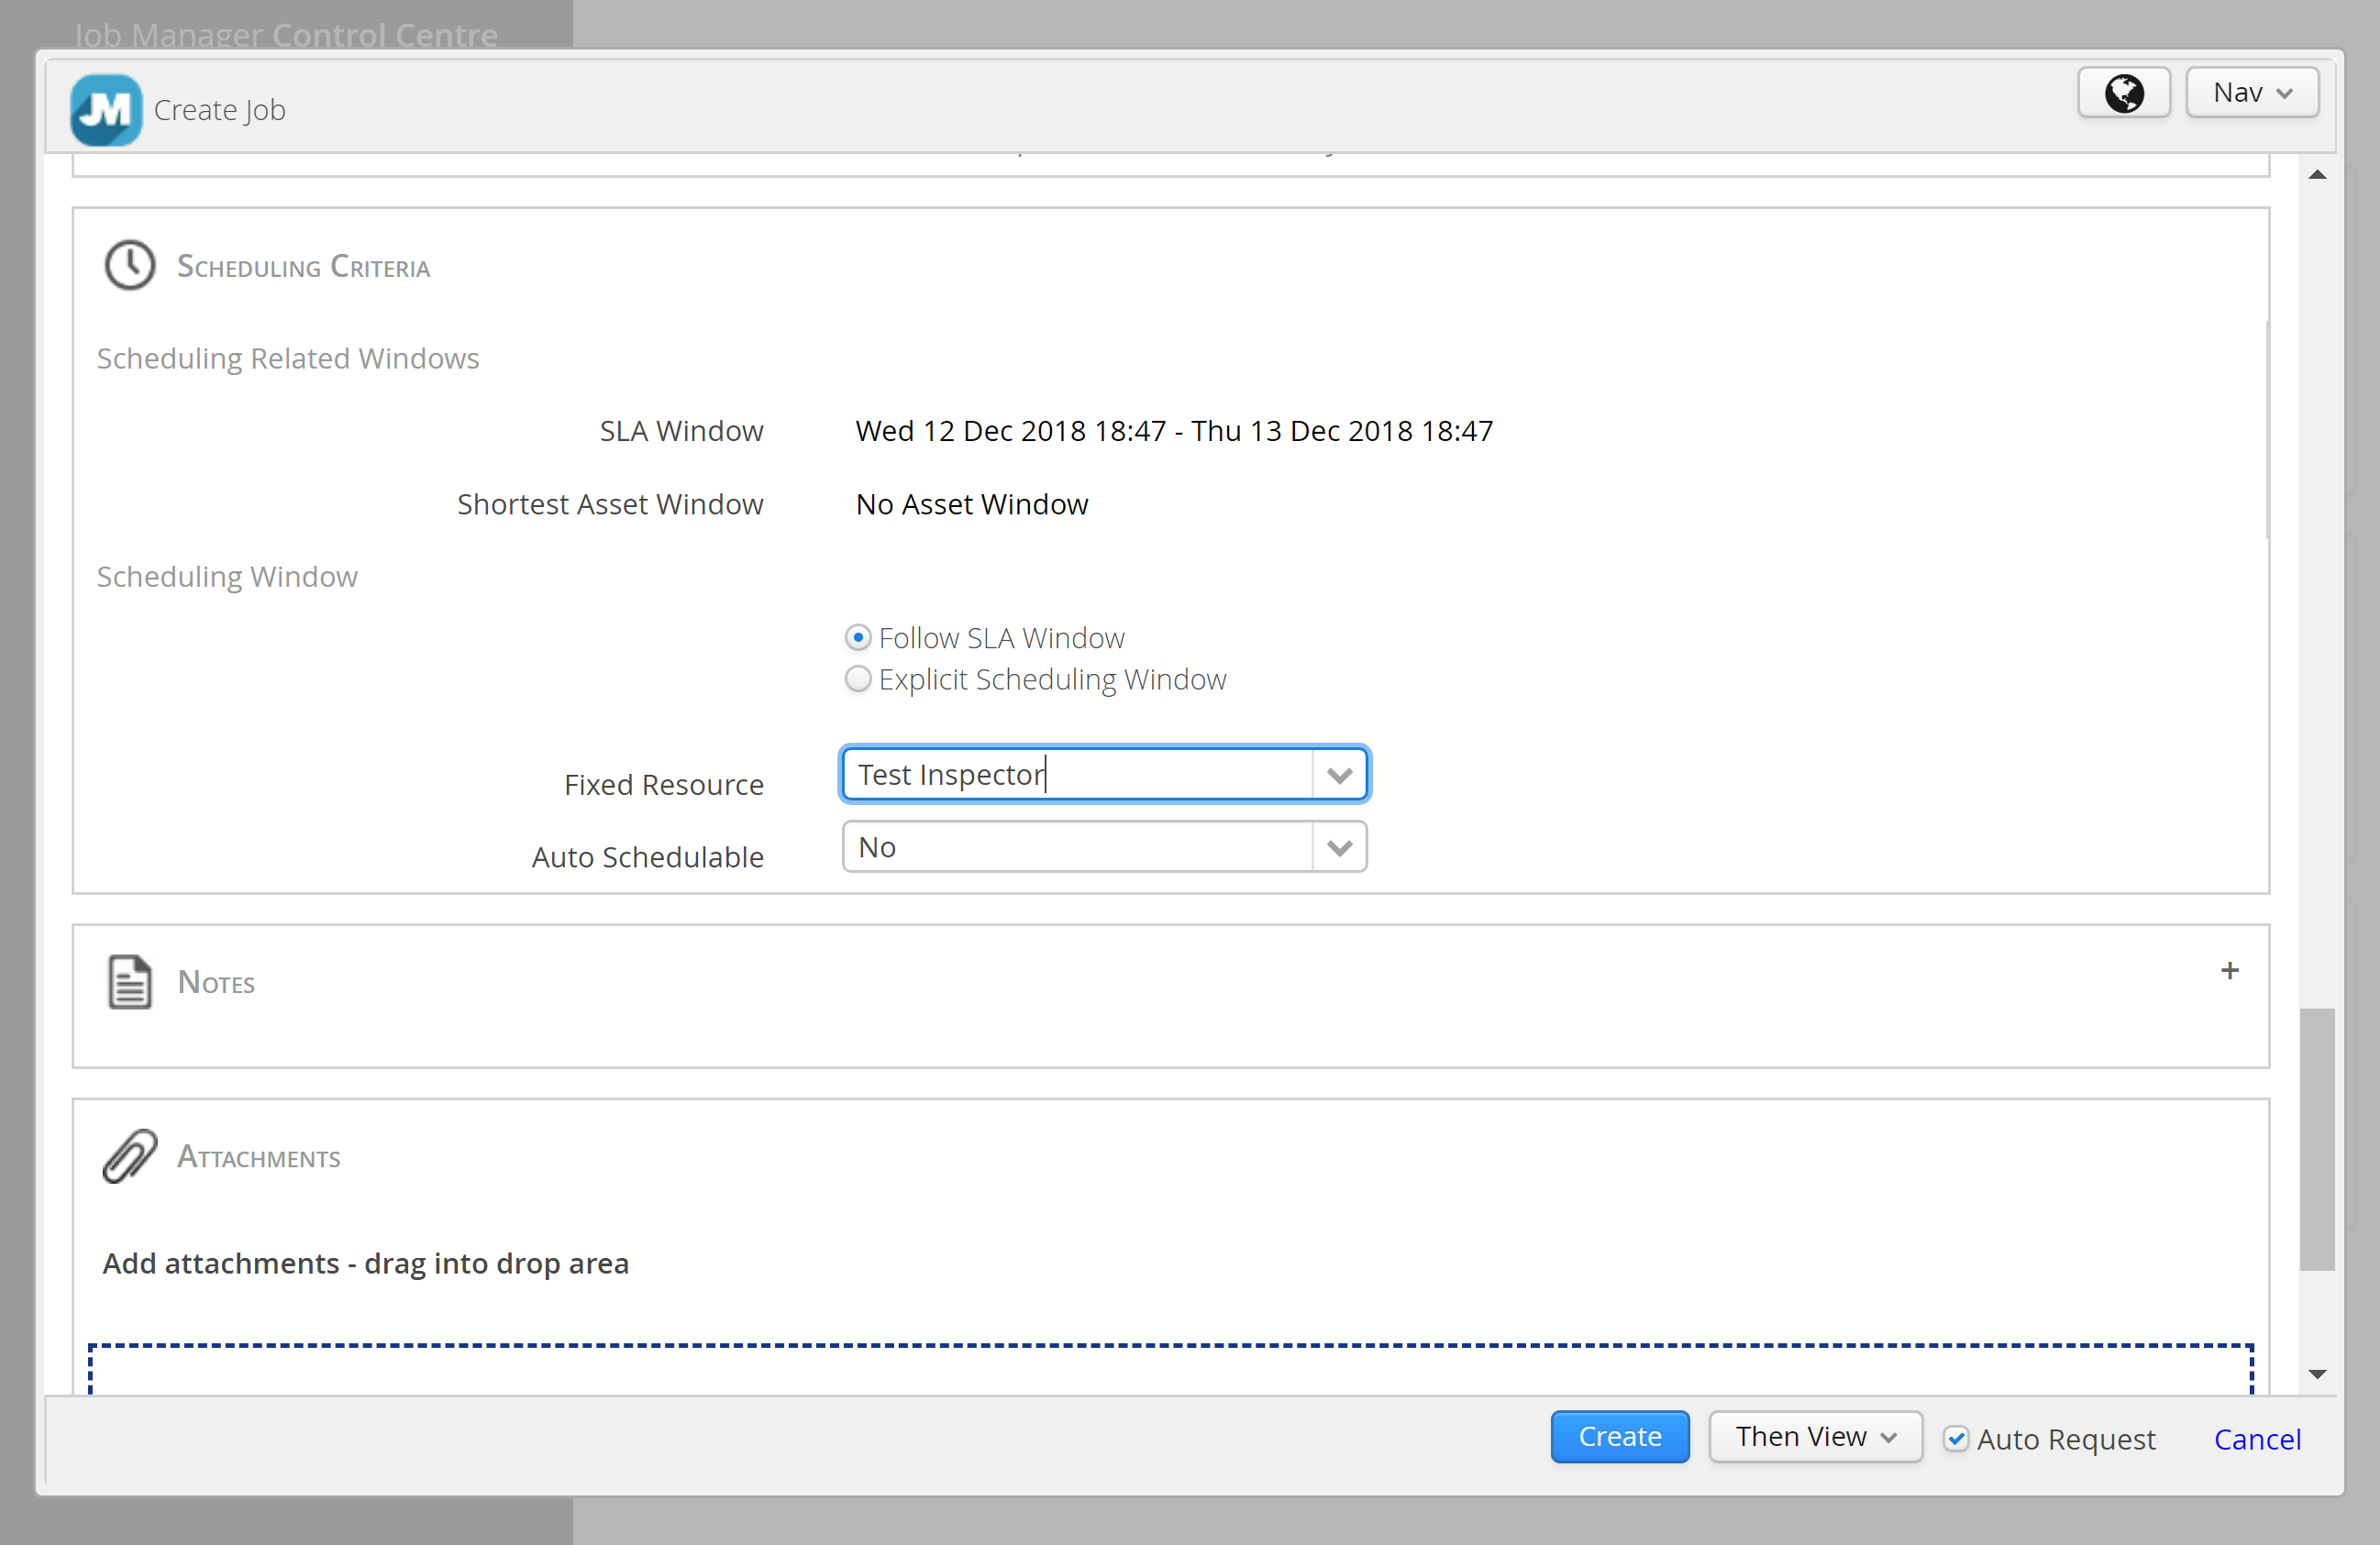 Job Manager Control Centre
JM Create Job
Nav
Scheduling Criteria
Scheduling Related Windows
SLA Window Wed 12 Dec 2018 18:47 - Thu 13 Dec 2018 18:47
Shortest Asset Window No Asset Window
Scheduling Window
Follow SLA Window
Explicit Scheduling Window
Fixed Resource Test Inspector
Auto Schedulable No
Notes
+
Attachments
Add attachments - drag into drop area
Create Then View Auto Request Cancel